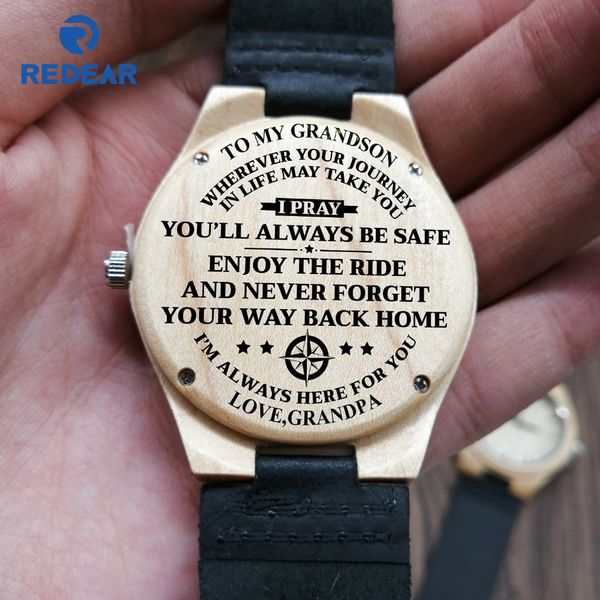 REDEAR
TO MY GRANDSON
WHEREVER YOUR JOURNEY
IN LIFE MAY TAKE YOU
I PRAY
YOU'LL ALWAYS BE SAFE
ENJOY THE RIDE
AND NEVER FORGET
YOUR WAY BACK HOME
I'M ALWAYS HERE FOR YOU
LOVE,GRANDPA